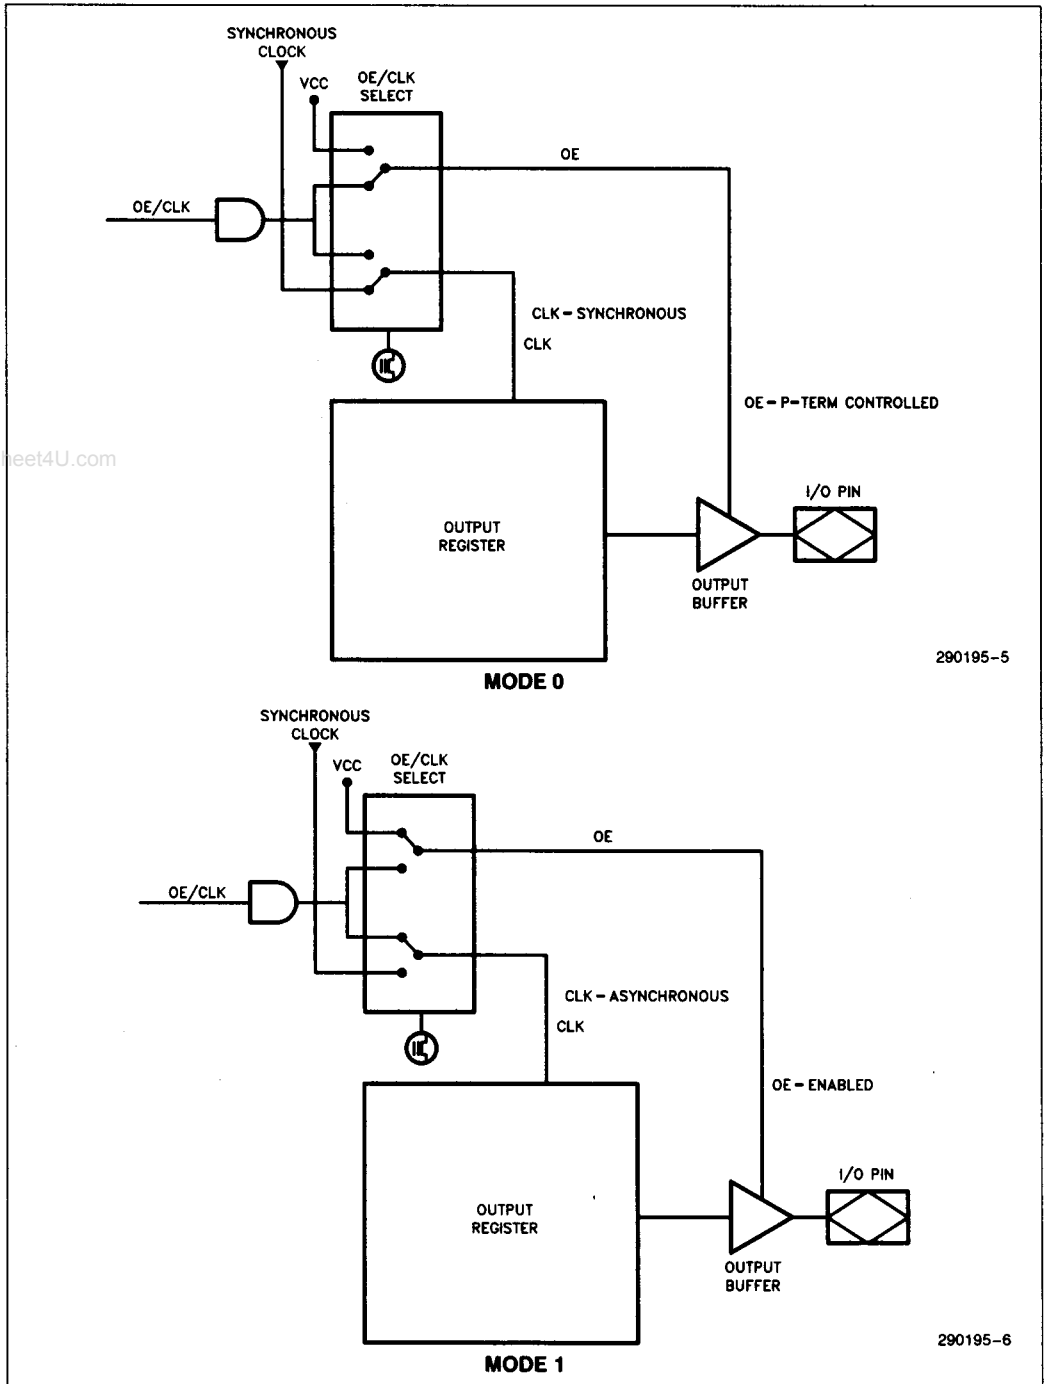 SYNCHRONOUS
CLOCK
VCC
OE/CLK
SELECT
OE
OE/CLK
CLK - SYNCHRONOUS
CLK
OE - P-TERM CONTROLLED
heet4U.com
I/O PIN
OUTPUT
REGISTER
OUTPUT
BUFFER
290195-5
MODE 0
SYNCHRONOUS
CLOCK
VCC
OE/CLK
SELECT
OE
OE/CLK
CLK - ASYNCHRONOUS
CLK
OE - ENABLED
I/O PIN
OUTPUT
REGISTER
OUTPUT
BUFFER
290195-6
MODE 1